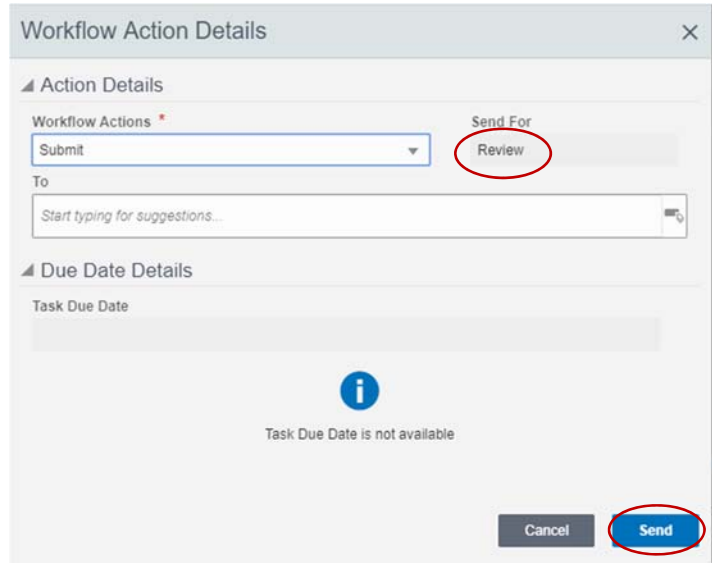 Workflow Action Details
Action Details
Workflow Actions * Send For
Submit Review
To
Start typing for suggestions...
Due Date Details
Task Due Date
Task Due Date is not available
Cancel Send